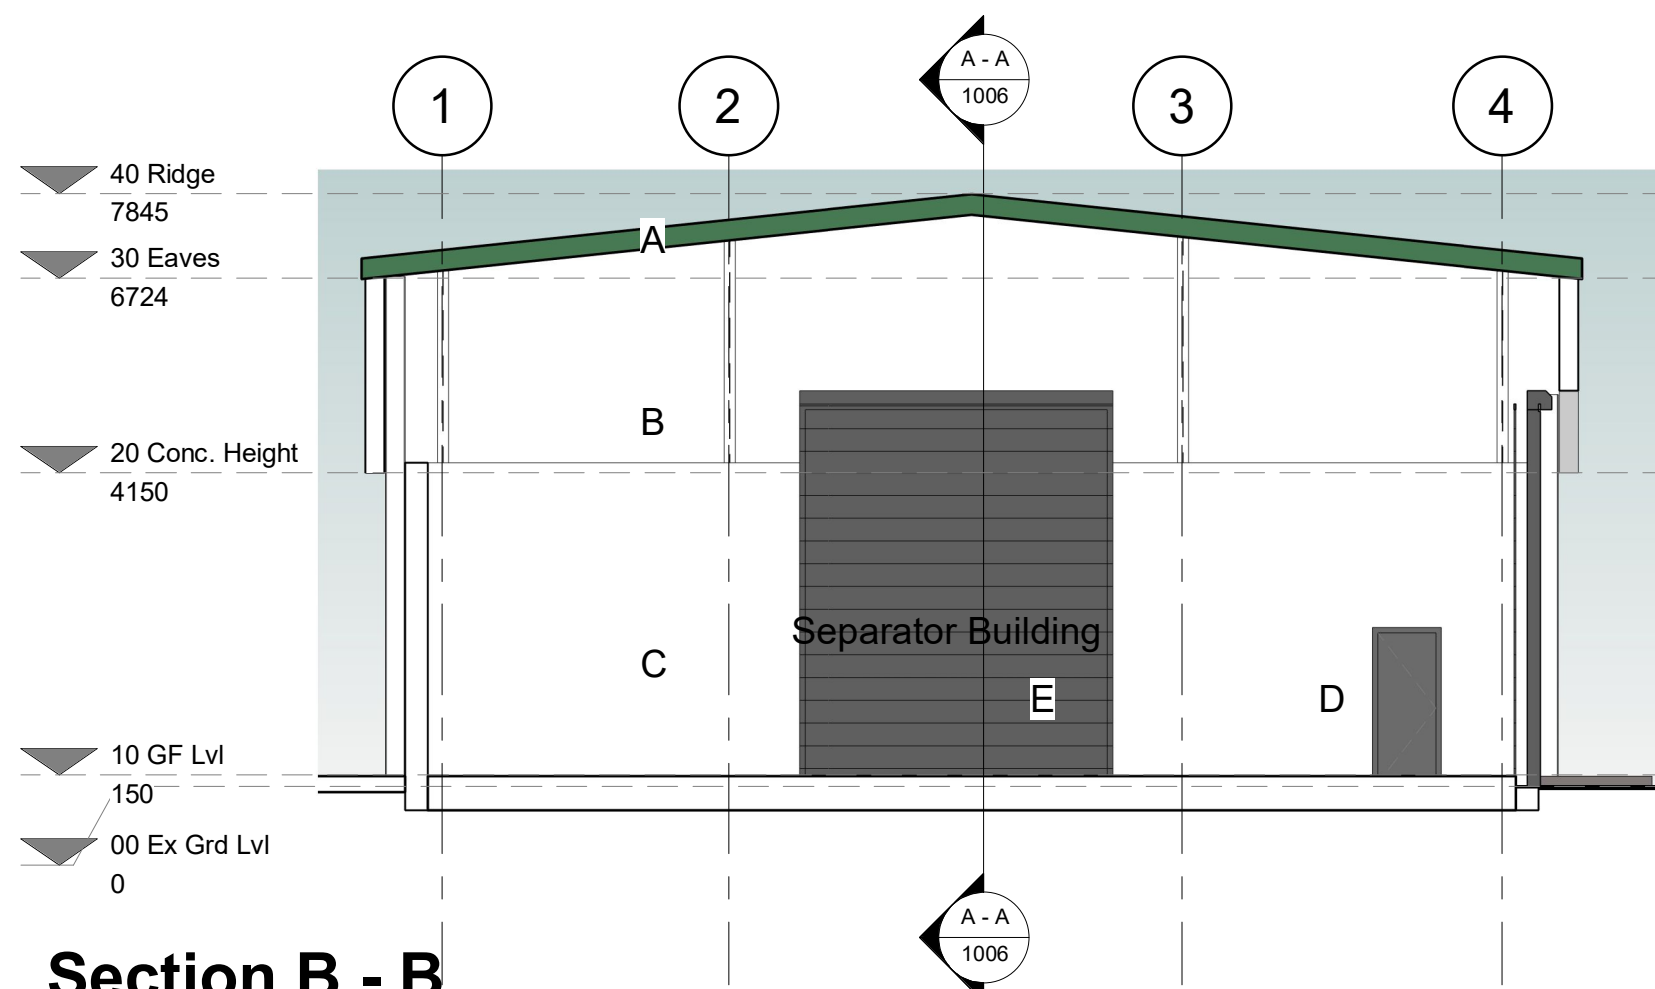 A - A
1006
1
2
3
4
40 Ridge
7845
30 Eaves
6724
A
B
20 Conc. Height
4150
Separator Building
C
E
D
10 GF Lvl
150
00 Ex Grd Lvl
0
A - A
1006
Section B - B